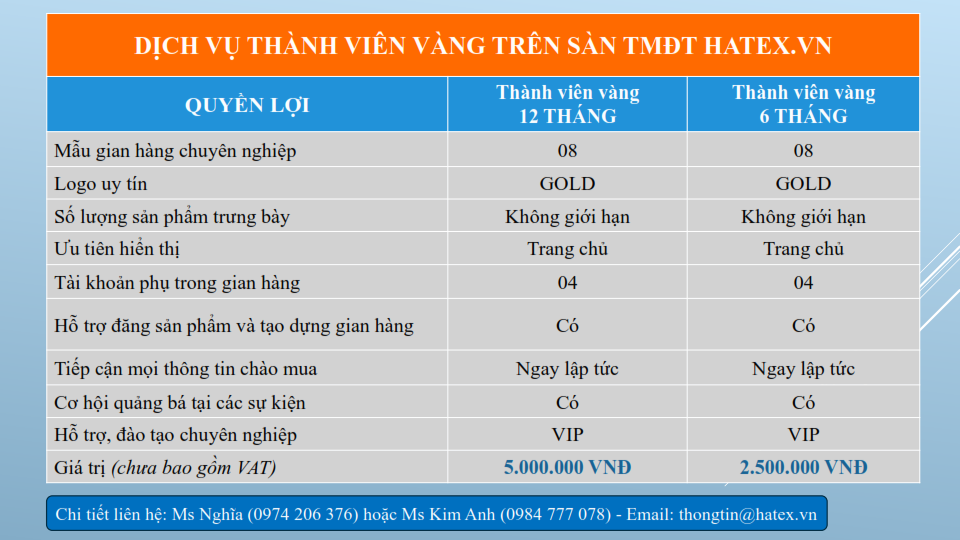 DỊCH VỤ THÀNH VIÊN VÀNG TRÊN SÀN TMĐT HATEX.VN
QUYỀN LỢI
Thành viên vàng
12 THÁNG
Thành viên vàng
6 THÁNG
Mẫu gian hàng chuyên nghiệp 08 08
Logo uy tín GOLD GOLD
Số lượng sản phẩm trưng bày Không giới hạn Không giới hạn
Ưu tiên hiển thị Trang chủ Trang chủ
Tài khoản phụ trong gian hàng 04 04
Hỗ trợ đăng sản phẩm và tạo dựng gian hàng Có Có
Tiếp cận mọi thông tin chào mua Ngay lập tức Ngay lập tức
Cơ hội quảng bá tại các sự kiện Có Có
Hỗ trợ, đào tạo chuyên nghiệp VIP VIP
Giá trị (chưa bao gồm VAT) 5.000.000 VNĐ 2.500.000 VNĐ
Chi tiết liên hệ: Ms Nghĩa (0974 206 376) hoặc Ms Kim Anh (0984 777 078) - Email: thongtin@hatex.vn